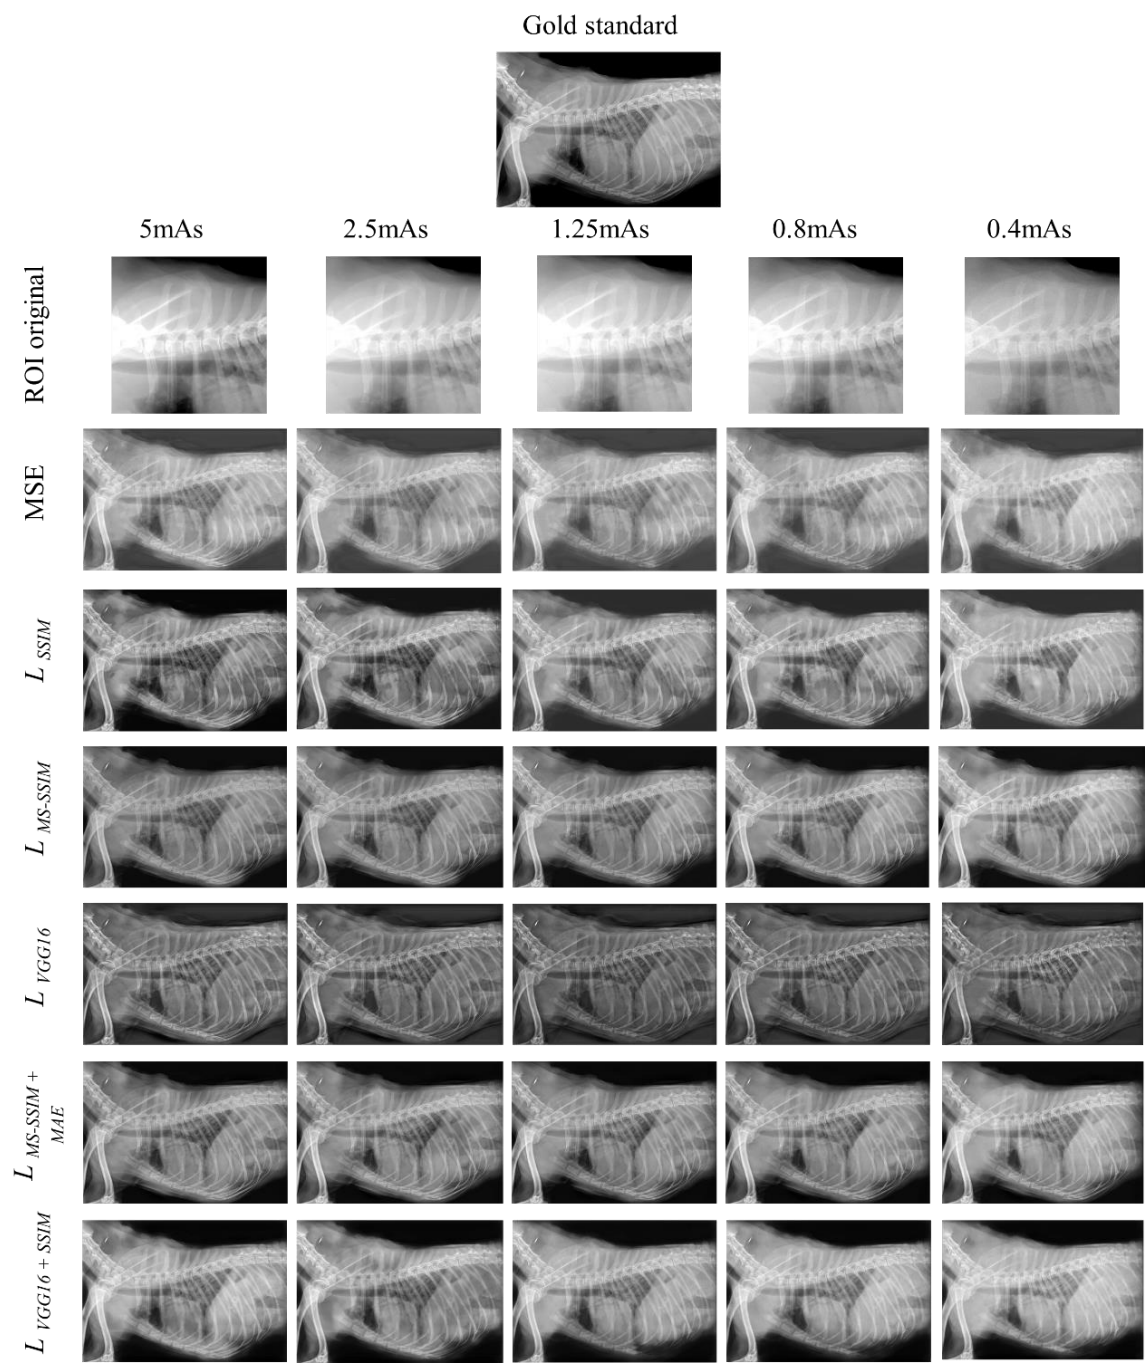 Gold standard
5mAs 2.5mAs 1.25mAs 0.8mAs 0.4mAs
ROI original
MSE
L SSIM
L MS-SSIM
L VGG16
L MS-SSIM +
MAE
L VGG16 + SSIM